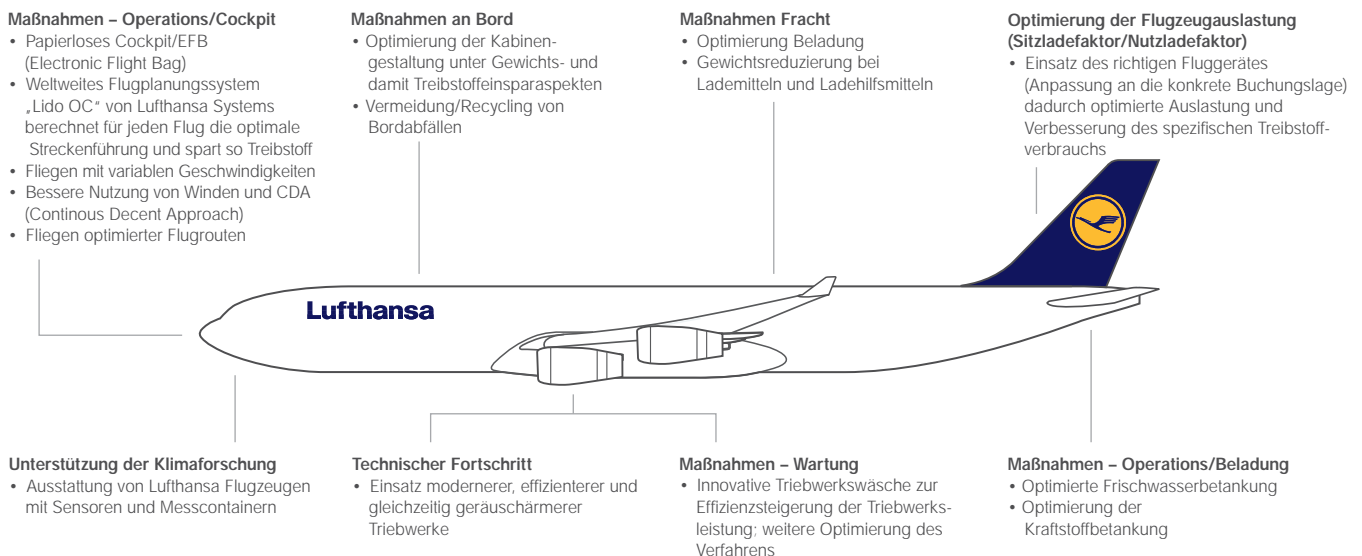 Maßnahmen – Operations/Cockpit
• Papierloses Cockpit/EFB
(Electronic Flight Bag)
• Weltweites Flugplanungssystem
„Lido OC“ von Lufthansa Systems
berechnet für jeden Flug die optimale
Streckenführung und spart so Treibstoff
• Fliegen mit variablen Geschwindigkeiten
• Bessere Nutzung von Winden und CDA
(Continous Decent Approach)
• Fliegen optimierter Flugrouten
Maßnahmen an Bord
• Optimierung der Kabinen-
gestaltung unter Gewichts- und
damit Treibstoffeinsparaspekten
• Vermeidung/Recycling von
Bordabfällen
Maßnahmen Fracht
• Optimierung Beladung
• Gewichtsreduzierung bei
Lademitteln und Ladehilfsmitteln
Optimierung der Flugzeugauslastung
(Sitzladefaktor/Nutzladefaktor)
• Einsatz des richtigen Fluggerätes
(Anpassung an die konkrete Buchungslage)
dadurch optimierte Auslastung und
Verbesserung des spezifischen Treibstoff-
verbrauchs
Lufthansa
Unterstützung der Klimaforschung
• Ausstattung von Lufthansa Flugzeugen
mit Sensoren und Messcontainern
Technischer Fortschritt
• Einsatz modernerer, effizienterer und
gleichzeitig geräuschärmerer
Triebwerke
Maßnahmen – Wartung
• Innovative Triebwerkswäsche zur
Effizienzsteigerung der Triebwerks-
leistung; weitere Optimierung des
Verfahrens
Maßnahmen – Operations/Beladung
• Optimierte Frischwasserbetankung
• Optimierung der
Kraftstoffbetankung